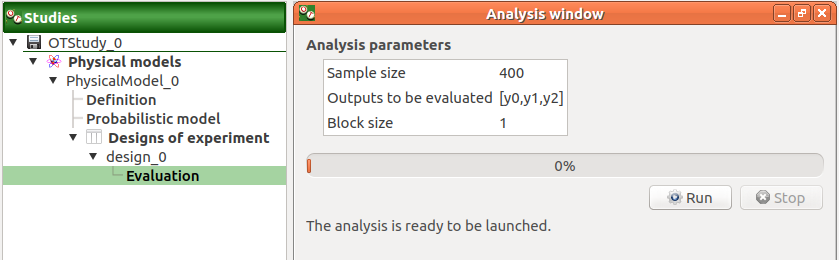 Studies
OTStudy_0
Physical models
PhysicalModel_0
Definition
Probabilistic model
Designs of experiment
design_0
Evaluation
Analysis window
Analysis parameters
Sample size 400
Outputs to be evaluated [y0,y1,y2]
Block size 1
0%
Run Stop
The analysis is ready to be launched.